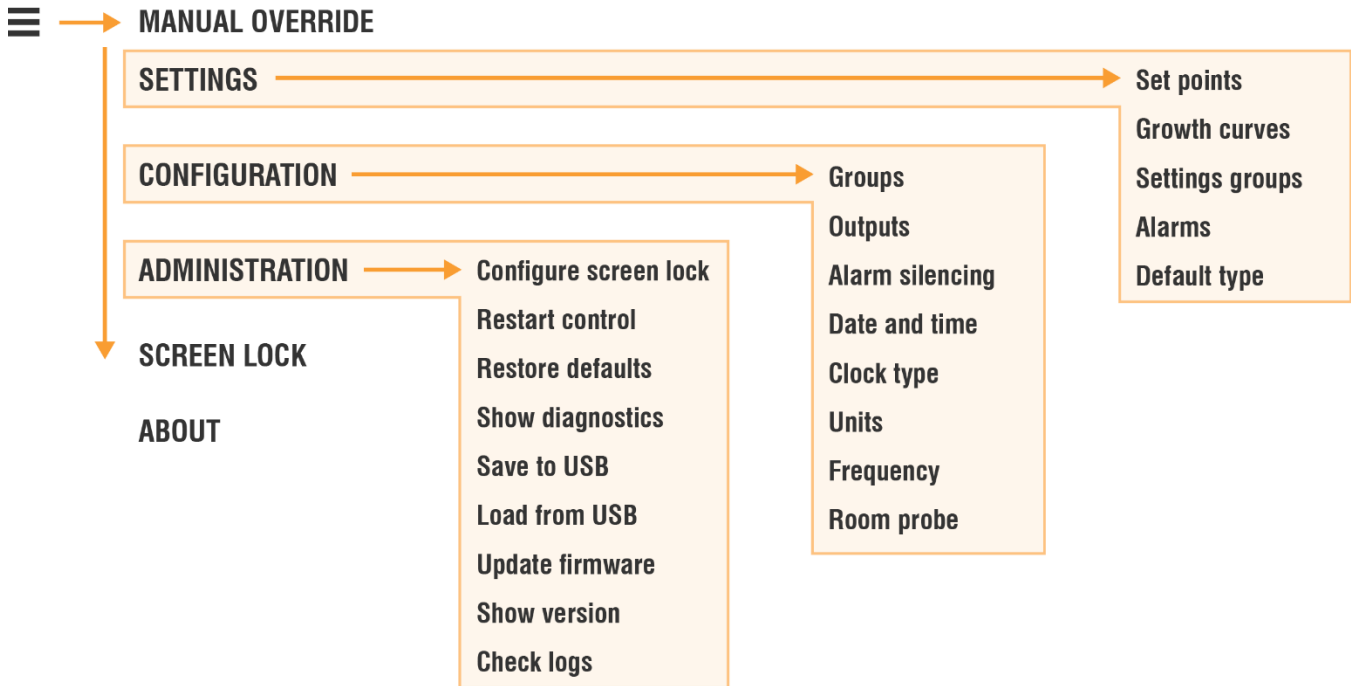 MANUAL OVERRIDE
SETTINGS
Set points
Growth curves
Settings groups
Alarms
Default type
CONFIGURATION
Groups
Outputs
Alarm silencing
Date and time
Clock type
Units
Frequency
Room probe
ADMINISTRATION
Configure screen lock
Restart control
Restore defaults
Show diagnostics
Save to USB
Load from USB
Update firmware
Show version
Check logs
SCREEN LOCK
ABOUT